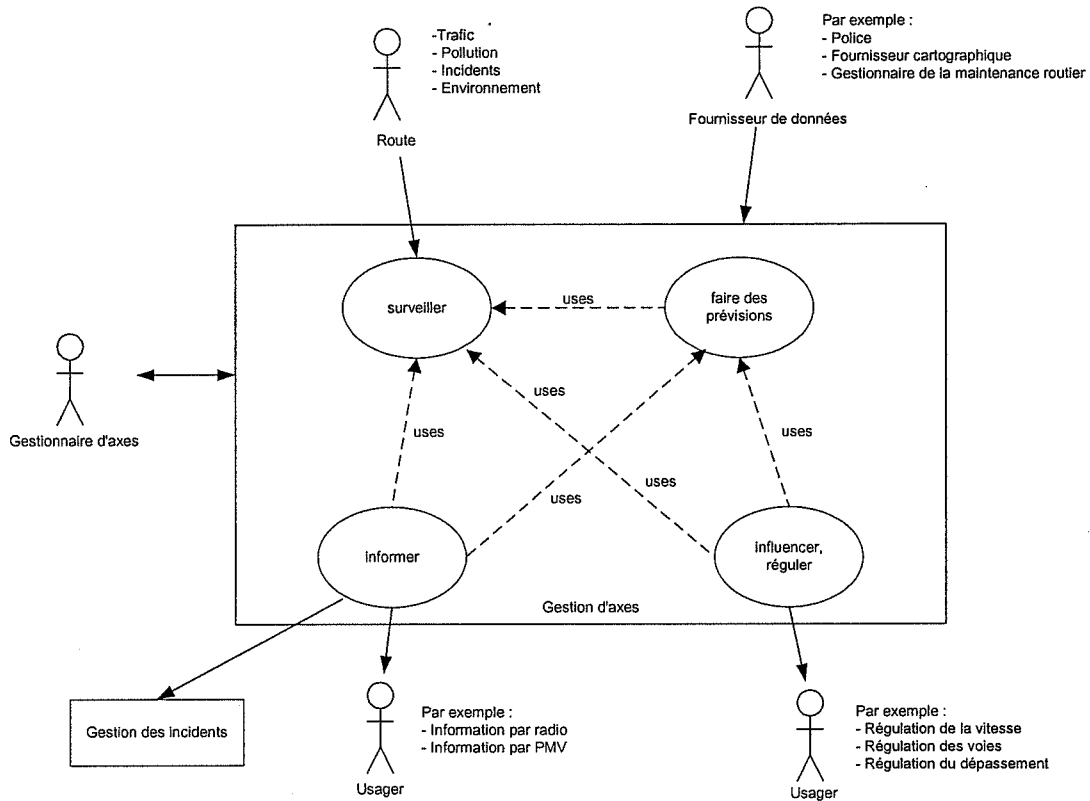 -Trafic
- Pollution
- Incidents
- Environnement
Route
Par exemple :
- Police
- Fournisseur cartographique
- Gestionnaire de la maintenance routier
Fournisseur de données
surveiller
uses
faire des
prévisions
Gestionnaire d'axes
uses
uses
uses
uses
uses
informer
influencer,
réguler
Gestion d'axes
Gestion des incidents
Par exemple :
- Information par radio
- Information par PMV
Usager
Par exemple :
- Régulation de la vitesse
- Régulation des voies
- Régulation du dépassement
Usager